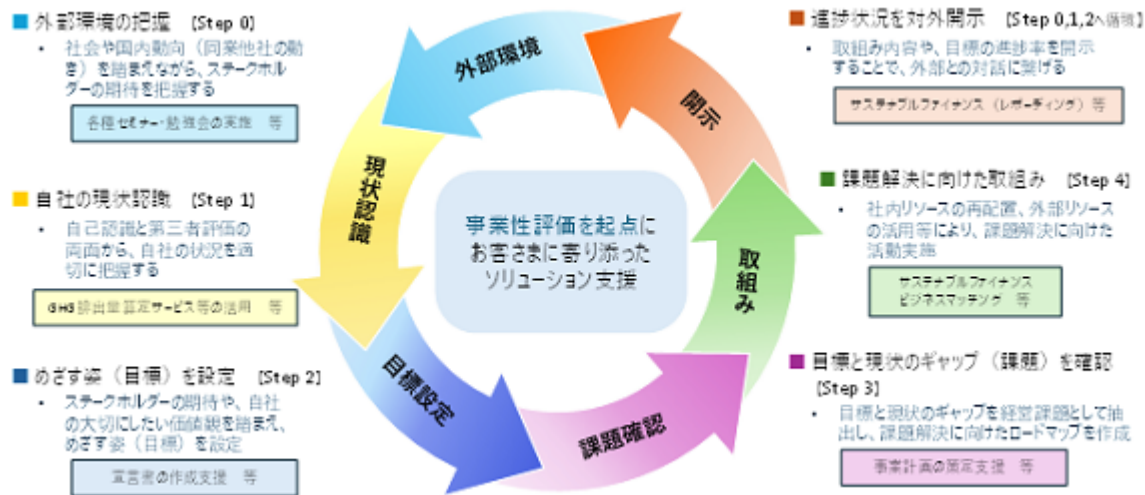 ■ 外部環境の把握 [Step 0]
• 社会や国内動向（同業他社の動
き）を踏まえながら、ステークホル
ダーの期待を把握する
各種セミナー・勉強会の実施 等
■ 自社の現状認識 [Step 1]
• 自己認識と第三者評価の
両面から、自社の状況を適
切に把握する
GHG排出量算定サービス等の活用 等
■ めざす姿（目標）を設定 [Step 2]
• ステークホルダーの期待や、自社
の大切にしたい価値観を踏まえ、
めざす姿（目標）を設定
宣言書の作成支援 等
外部環境
現状認識
目標設定
課題確認
取組み
開示
事業性評価を起点に
お客さまに寄り添った
ソリューション支援
■ 進捗状況を対外開示 [Step 0,1,2へ循環]
• 取組み内容や、目標の進捗率を開示
することで、外部との対話に繋げる
サステナブルファイナンス（レポーティング）等
■ 課題解決に向けた取組み [Step 4]
• 社内リソースの再配置、外部リソース
の活用等により、課題解決に向けた
活動実施
サステナブルファイナンス
ビジネスマッチング 等
■ 目標と現状のギャップ（課題）を確認
[Step 3]
• 目標と現状のギャップを経営課題として抽
出し、課題解決に向けたロードマップを作成
事業計画の策定支援 等